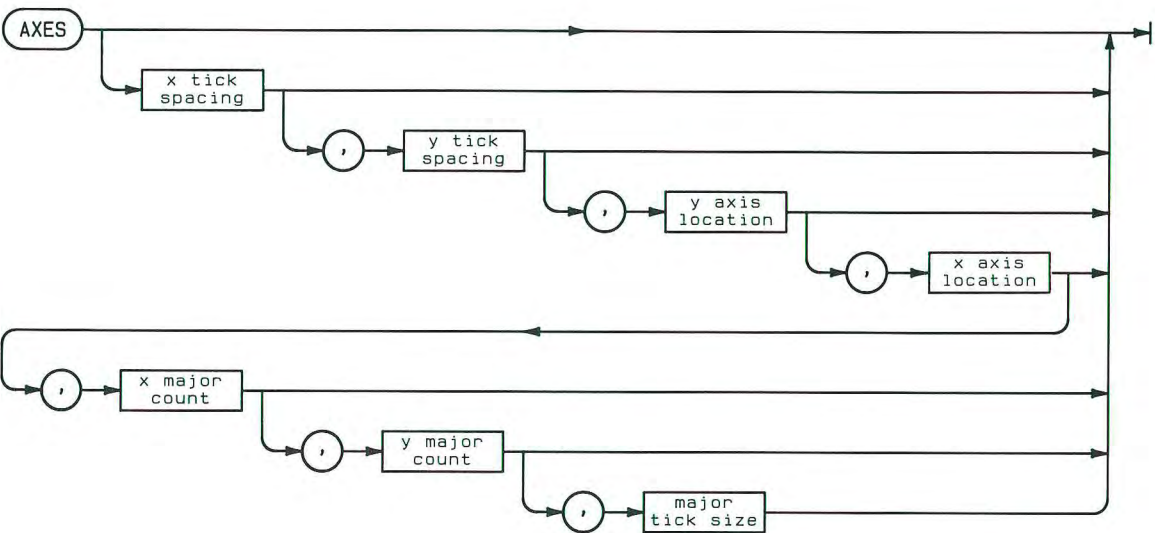 AXES
x tick
spacing
,
y tick
spacing
,
y axis
location
,
x axis
location
,
x major
count
,
y major
count
,
major
tick size